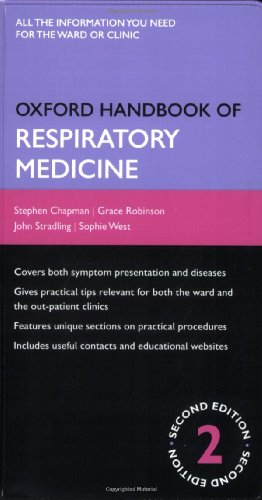 ALL THE INFORMATION YOU NEED
FOR THE WARD OR CLINIC
OXFORD HANDBOOK OF
RESPIRATORY
MEDICINE
Stephen Chapman | Grace Robinson
John Stradling | Sophie West
Covers both symptom presentation and diseases
Gives practical tips relevant for both the ward and
the out-patient clinics
Features unique sections on practical procedures
Includes useful contacts and educational websites
SECOND EDITION • SECOND EDITION •
2
Copyrighted Material